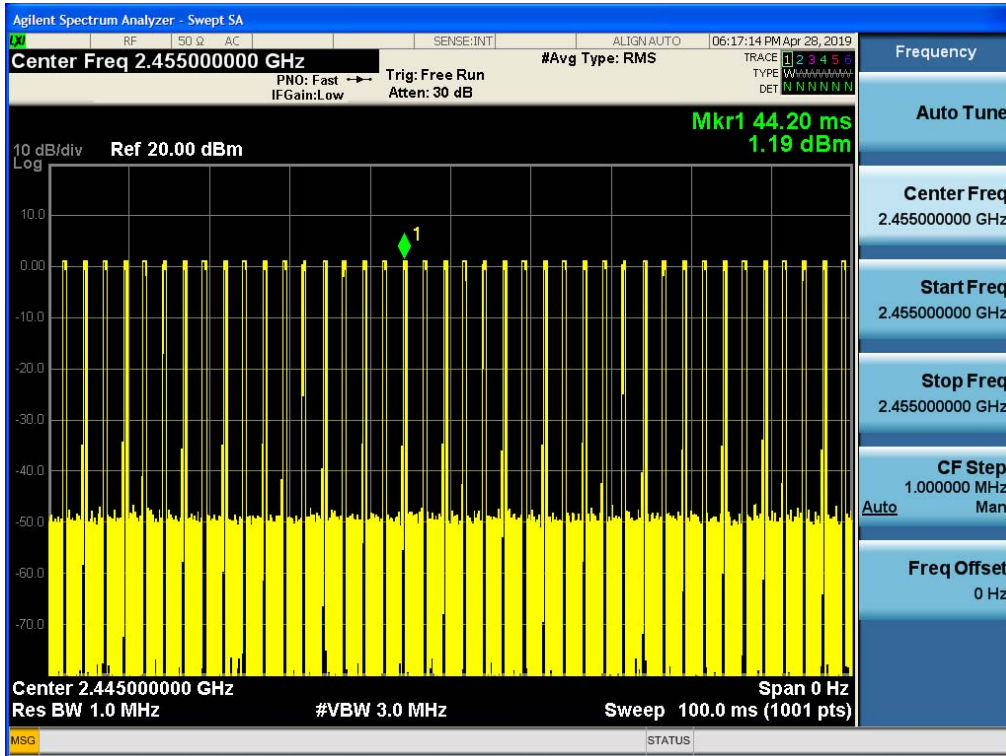 Agilent Spectrum Analyzer - Swept SA
LXI RF 50 Ω AC SENSE:INT ALIGN AUTO 06:17:14 PM Apr 28, 2019
Center Freq 2.455000000 GHz
PNO: Fast
IFGain:Low
Trig: Free Run
Atten: 30 dB
#Avg Type: RMS
TRACE 1 2 3 4 5 6
TYPE W
DET N N N N N N
Mkr1 44.20 ms
1.19 dBm
10 dB/div Ref 20.00 dBm
Log
10.0
0.00
-10.0
-20.0
-30.0
-40.0
-50.0
-60.0
-70.0
1
Center 2.445000000 GHz
Span 0 Hz
Res BW 1.0 MHz #VBW 3.0 MHz Sweep 100.0 ms (1001 pts)
MSG STATUS
Frequency
Auto Tune
Center Freq
2.455000000 GHz
Start Freq
2.455000000 GHz
Stop Freq
2.455000000 GHz
CF Step
1.000000 MHz
Auto Man
Freq Offset
0 Hz